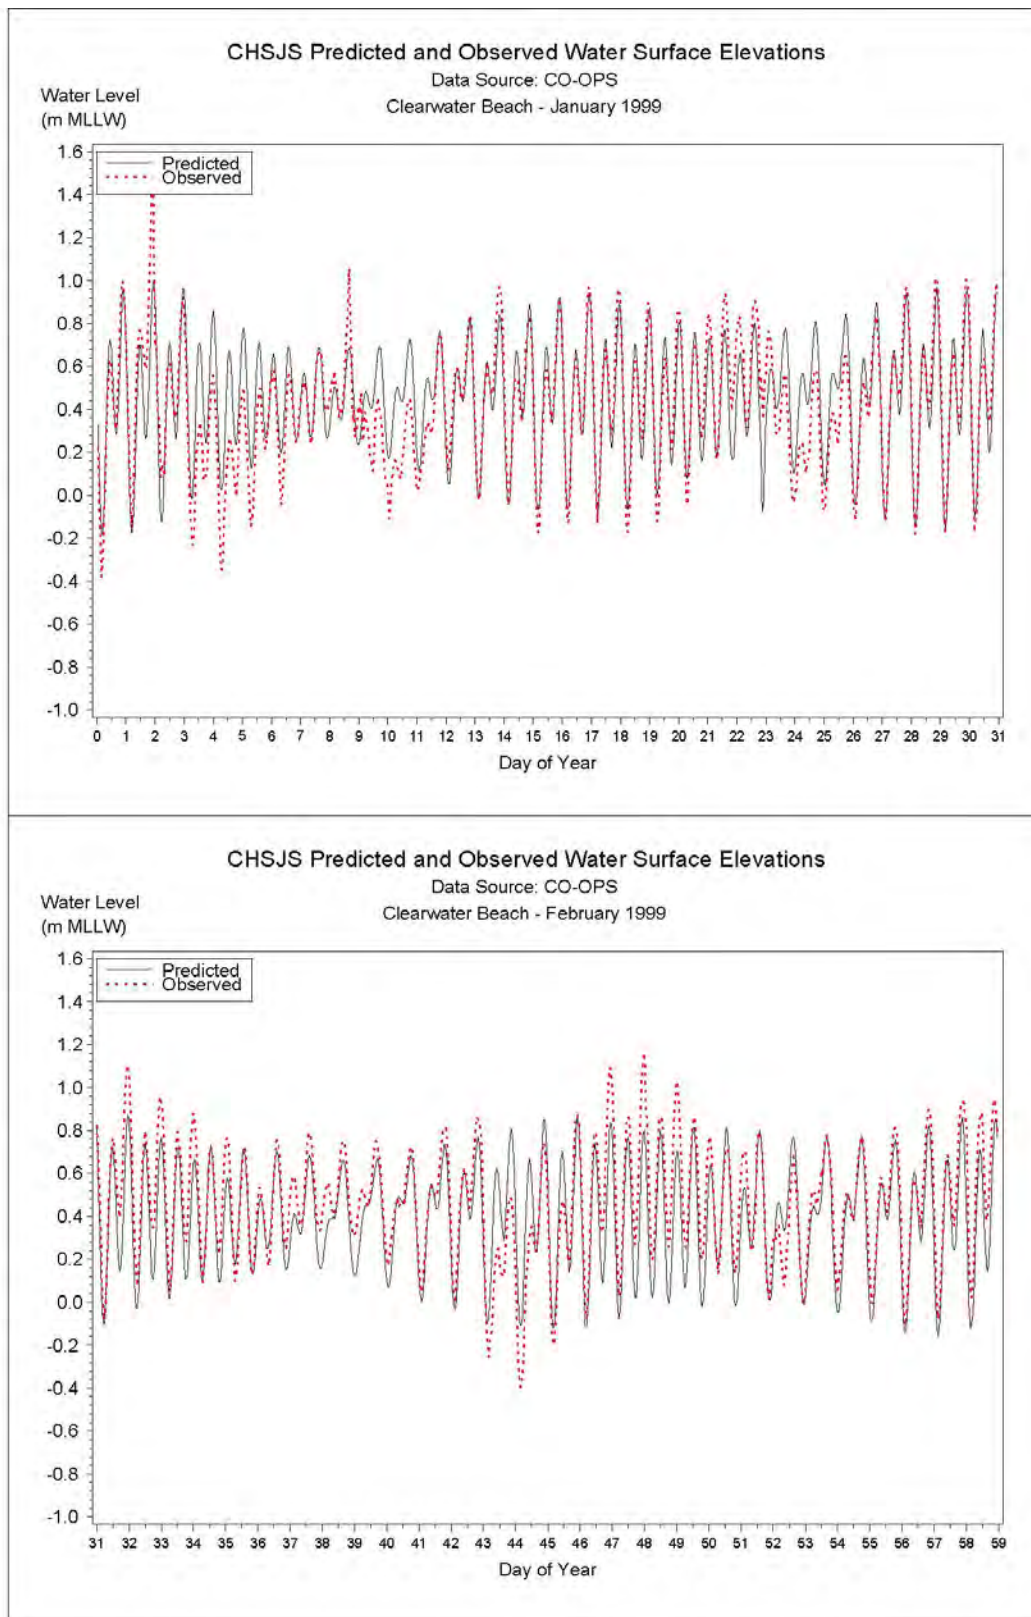 CHSJS Predicted and Observed Water Surface Elevations
Data Source: CO-OPS
Clearwater Beach - January 1999
Water Level
(m MLLW)
Predicted
Observed
1.6
1.4
1.2
1.0
0.8
0.6
0.4
0.2
0.0
-0.2
-0.4
-0.6
-0.8
-1.0
0 1 2 3 4 5 6 7 8 9 10 11 12 13 14 15 16 17 18 19 20 21 22 23 24 25 26 27 28 29 30 31
Day of Year
CHSJS Predicted and Observed Water Surface Elevations
Data Source: CO-OPS
Clearwater Beach - February 1999
Water Level
(m MLLW)
Predicted
Observed
1.6
1.4
1.2
1.0
0.8
0.6
0.4
0.2
0.0
-0.2
-0.4
-0.6
-0.8
-1.0
31 32 33 34 35 36 37 38 39 40 41 42 43 44 45 46 47 48 49 50 51 52 53 54 55 56 57 58 59
Day of Year